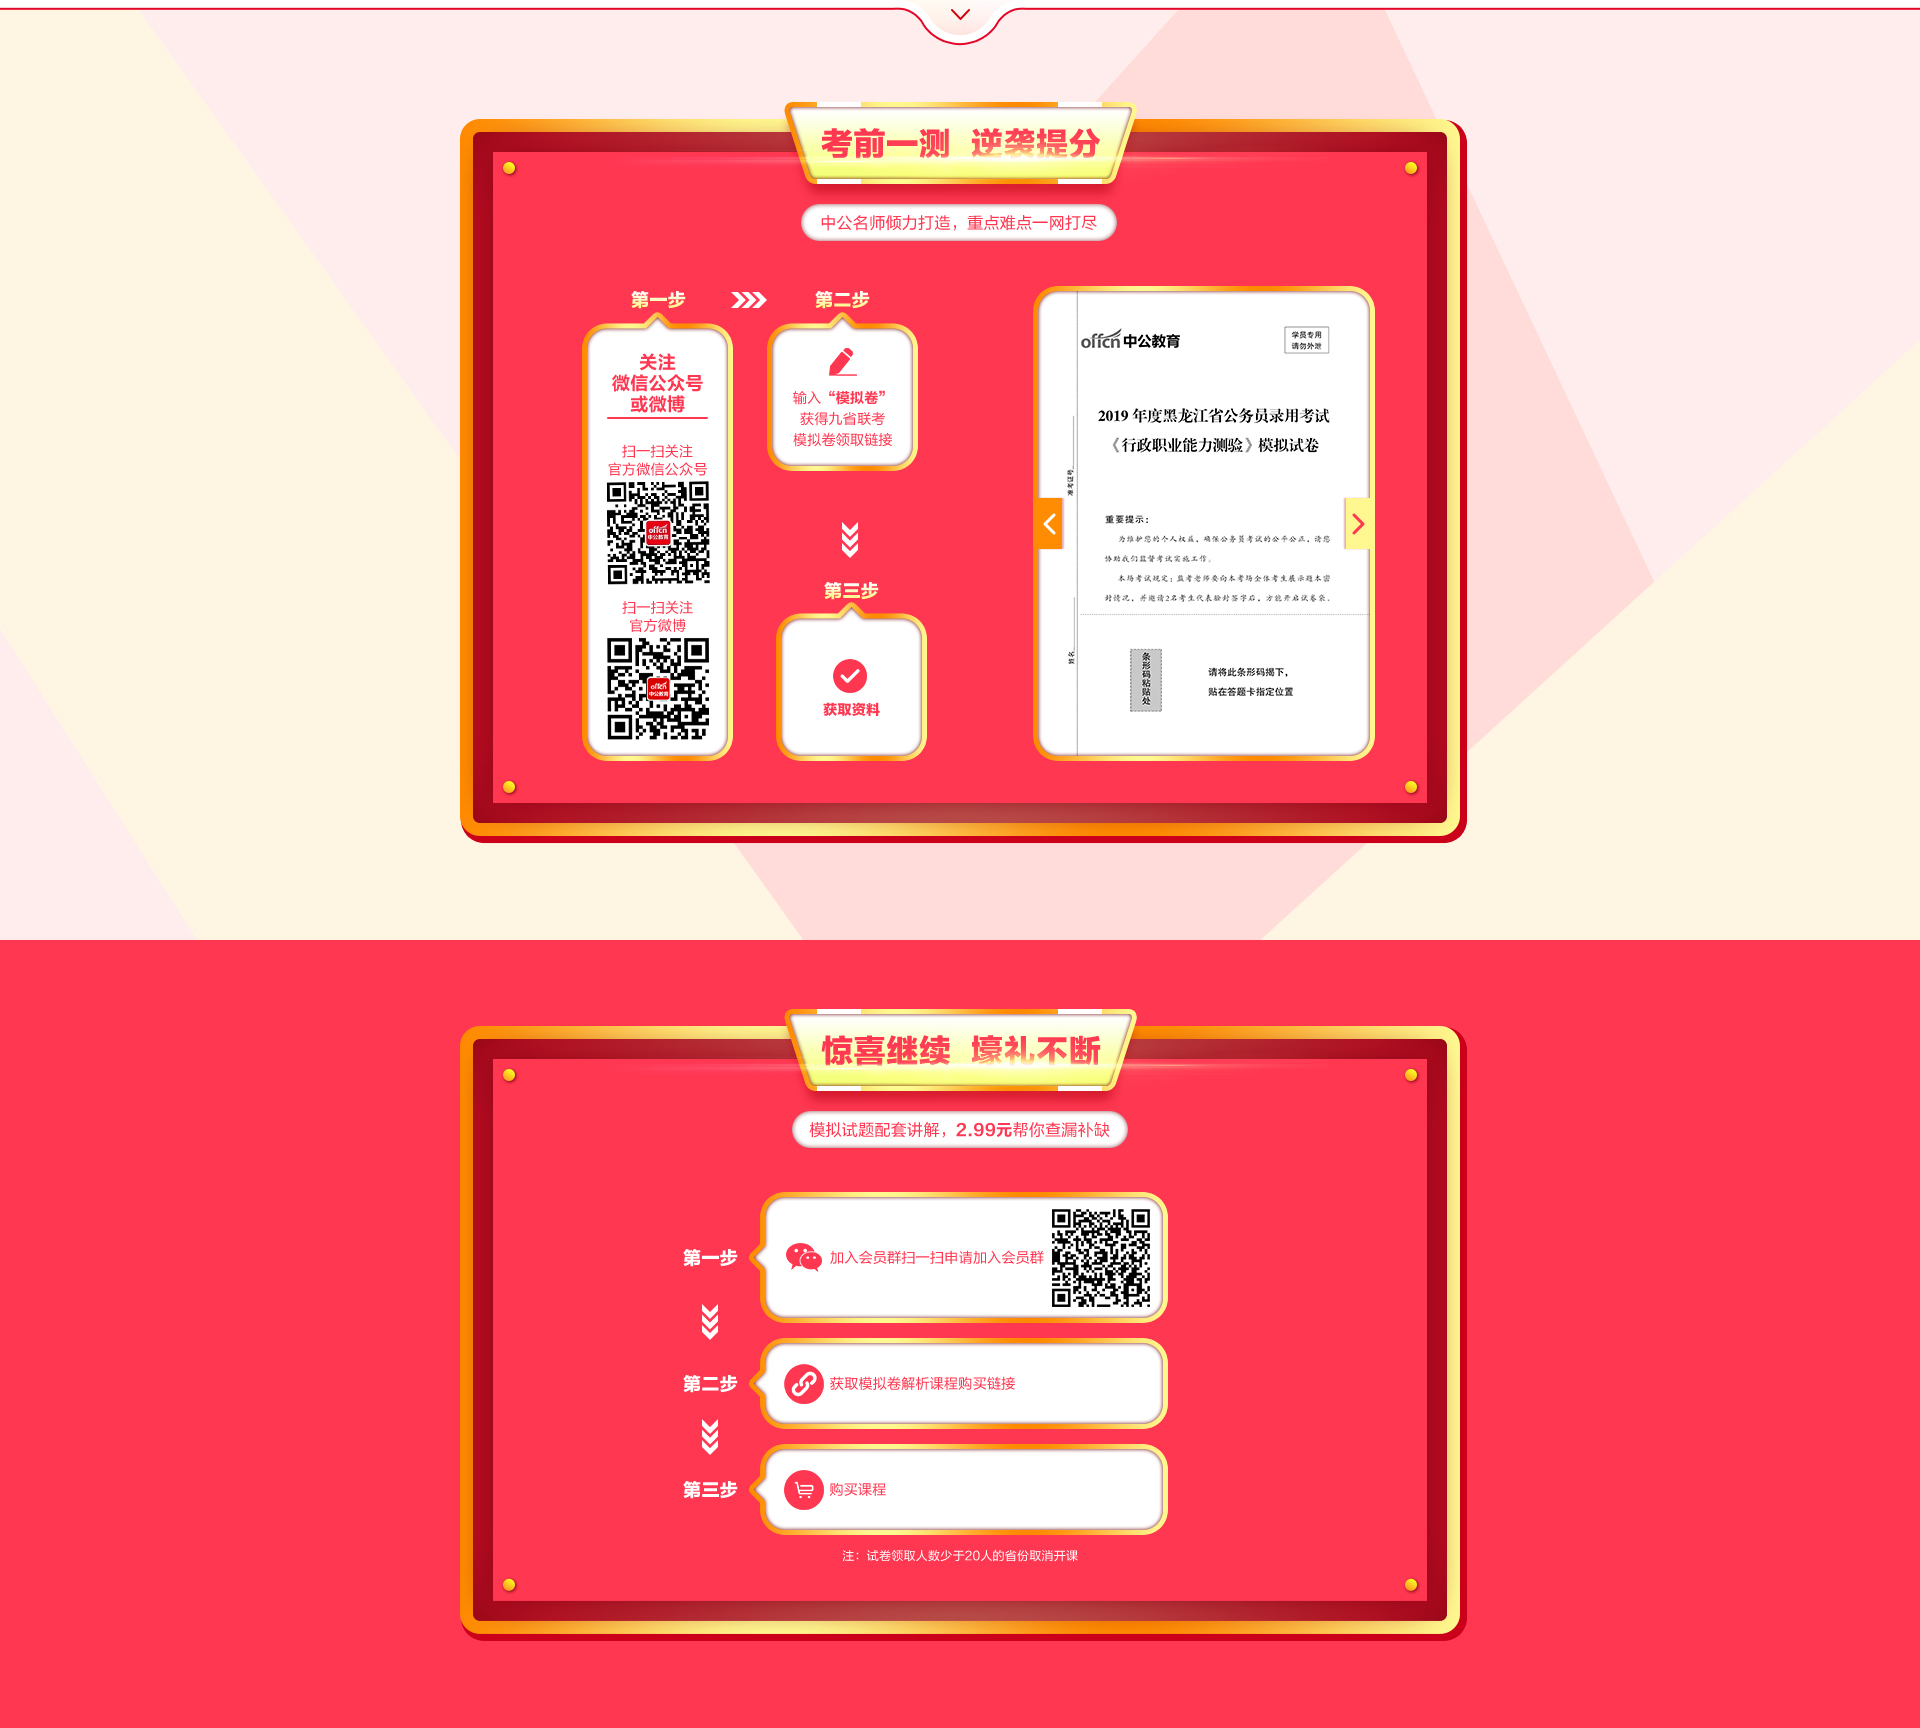 考前一测 逆袭提分
中公名师倾力打造，重点难点一网打尽
第一步
关注
微信公众号
或微博
扫一扫关注
官方微信公众号
offcn
中公教育
扫一扫关注
官方微博
offcn
中公教育
第二步
输入“模拟卷”
获得九省联考
模拟卷领取链接
第三步
获取资料
offcn 中公教育
学员专用
请勿外泄
2019 年度黑龙江省公务员录用考试
《行政职业能力测验》模拟试卷
准考证号
重要提示：
为维护您的个人权益，确保公务员考试的公平公正，请您
协助我们监督考试实施工作。
本场考试规定：监考老师要向本考场全体考生展示题本密
封情况，并邀请2名考生代表验封签字后，方能开启试卷袋。
姓名
条形码粘贴处
请将此条形码揭下，
贴在答题卡指定位置
惊喜继续 壕礼不断
模拟试题配套讲解，2.99元帮你查漏补缺
第一步
加入会员群扫一扫申请加入会员群
第二步
获取模拟卷解析课程购买链接
第三步
购买课程
注：试卷领取人数少于20人的省份取消开课